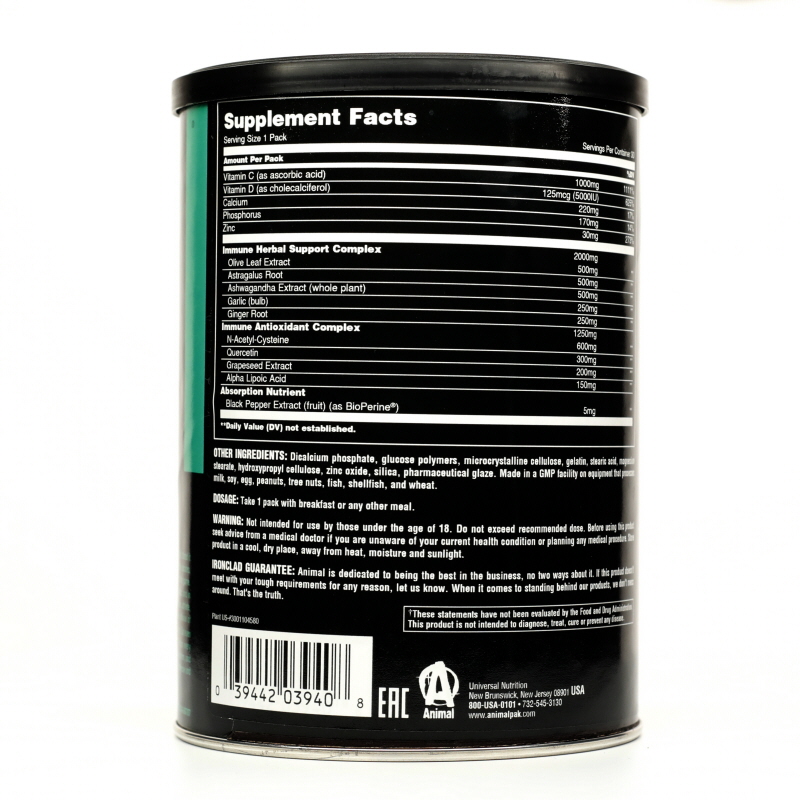 Supplement Facts
Serving Size 1 Pack
Servings Per Container
Amount Per Pack
Vitamin C (as ascorbic acid) 1000mg
Vitamin D (as cholecalciferol) 125mcg (5000IU)
Calcium 220mg
Phosphorus 170mg
Zinc 30mg
Immune Herbal Support Complex 2000mg
Olive Leaf Extract 500mg
Astragalus Root 500mg
Ashwagandha Extract (whole plant) 500mg
Garlic (bulb) 250mg
Ginger Root 250mg
Immune Antioxidant Complex 1250mg
N-Acetyl-Cysteine 600mg
Quercetin 300mg
Grapeseed Extract 200mg
Alpha Lipoic Acid 150mg
Absorption Nutrient
Black Pepper Extract (fruit) (as BioPerine®) 5mg
**Daily Value (DV) not established.
OTHER INGREDIENTS: Dicalcium phosphate, glucose polymers, microcrystalline cellulose, gelatin, stearic acid,
stearate, hydroxypropyl cellulose, zinc oxide, silica, pharmaceutical glaze. Made in a GMP facility on equipment that
milk, soy, egg, peanuts, tree nuts, fish, shellfish, and wheat.
DOSAGE: Take 1 pack with breakfast or any other meal.
WARNING: Not intended for use by those under the age of 18. Do not exceed recommended dose. Before using this
seek advice from a medical doctor if you are unaware of your current health condition or planning any medical procedure.
product in a cool, dry place, away from heat, moisture and sunlight.
IRONCLAD GUARANTEE: Animal is dedicated to being the best in the business, no two ways about it. If this product
meet with your tough requirements for any reason, let us know. When it comes to standing behind our products, we don't
around. That's the truth.
†These statements have not been evaluated by the Food and Drug
This product is not intended to diagnose, treat, cure or prevent any disease.
Plant US-#3001104580
0 39442 03940 8
EAC
Animal
Universal Nutrition
New Brunswick, New Jersey 08901 USA
800-USA-0101 • 732-545-3130
www.animalpak.com